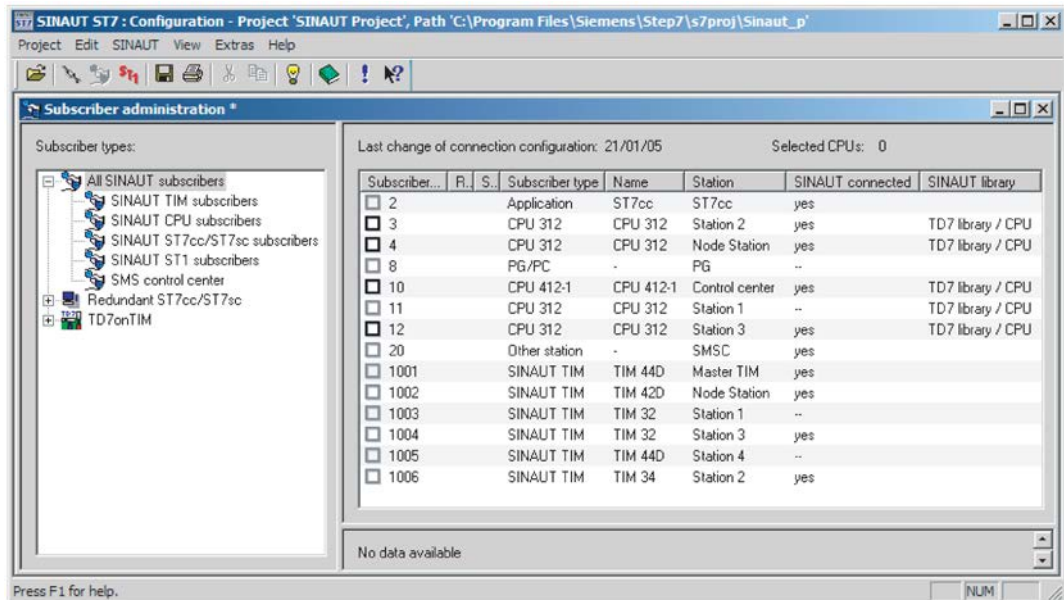 SINAUT ST7 : Configuration - Project 'SINAUT Project', Path 'C:\Program Files\Siemens\Step7\s7proj\Sinaut_p'
Project Edit SINAUT View Extras Help
Subscriber administration *
Subscriber types:
All SINAUT subscribers
SINAUT TIM subscribers
SINAUT CPU subscribers
SINAUT ST7cc/ST7sc subscribers
SINAUT ST1 subscribers
SMS control center
Redundant ST7cc/ST7sc
TD7onTIM
Last change of connection configuration: 21/01/05 Selected CPUs: 0
Subscriber... R.. S.. Subscriber type Name Station SINAUT connected SINAUT library
2 Application ST7cc ST7cc yes
3 CPU 312 CPU 312 Station 2 yes TD7 library / CPU
4 CPU 312 CPU 312 Node Station yes TD7 library / CPU
8 PG/PC - PG --
10 CPU 412-1 CPU 412-1 Control center yes TD7 library / CPU
11 CPU 312 CPU 312 Station 1 -- TD7 library / CPU
12 CPU 312 CPU 312 Station 3 yes TD7 library / CPU
20 Other station - SMSC yes
1001 SINAUT TIM TIM 44D Master TIM yes
1002 SINAUT TIM TIM 42D Node Station yes
1003 SINAUT TIM TIM 32 Station 1 --
1004 SINAUT TIM TIM 32 Station 3 yes
1005 SINAUT TIM TIM 44D Station 4 --
1006 SINAUT TIM TIM 34 Station 2 yes
No data available
Press F1 for help. NUM